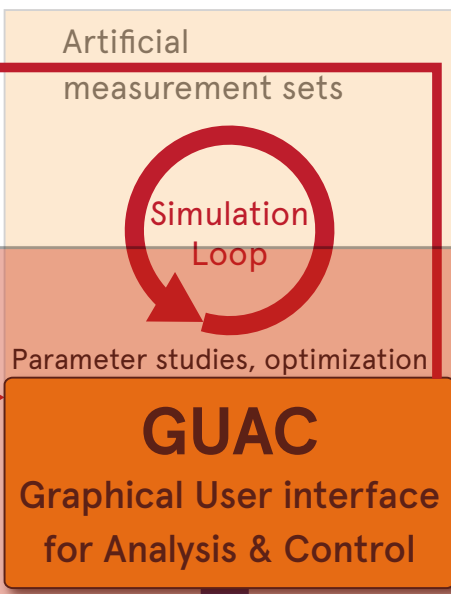 Artificial
measurement sets
Simulation
Loop
Parameter studies, optimization
GUAC
Graphical User interface
for Analysis & Control